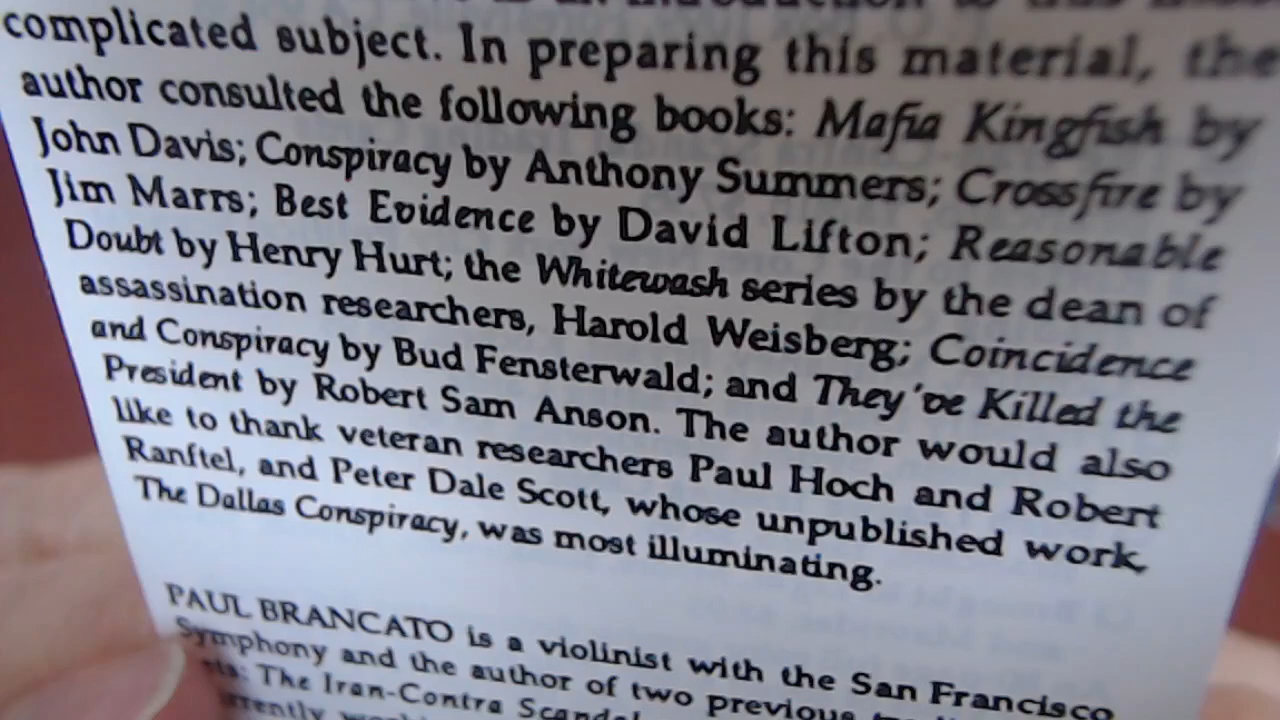 is an introduction to this
complicated subject. In preparing this material, the
author consulted the following books: Mafia Kingfish by
John Davis; Conspiracy by Anthony Summers; Crossfire by
Jim Marrs; Best Evidence by David Lifton; Reasonable
Doubt by Henry Hurt; the Whitewash series by the dean of
assassination researchers, Harold Weisberg; Coincidence
and Conspiracy by Bud Fensterwald; and They've Killed the
President by Robert Sam Anson. The author would also
like to thank veteran researchers Paul Hoch and Robert
Ranftel, and Peter Dale Scott, whose unpublished work,
The Dallas Conspiracy, was most illuminating.
PAUL BRANCATO is a violinist with the San Francisco
Symphony and the author of two previous
The Iran-Contra Scandal